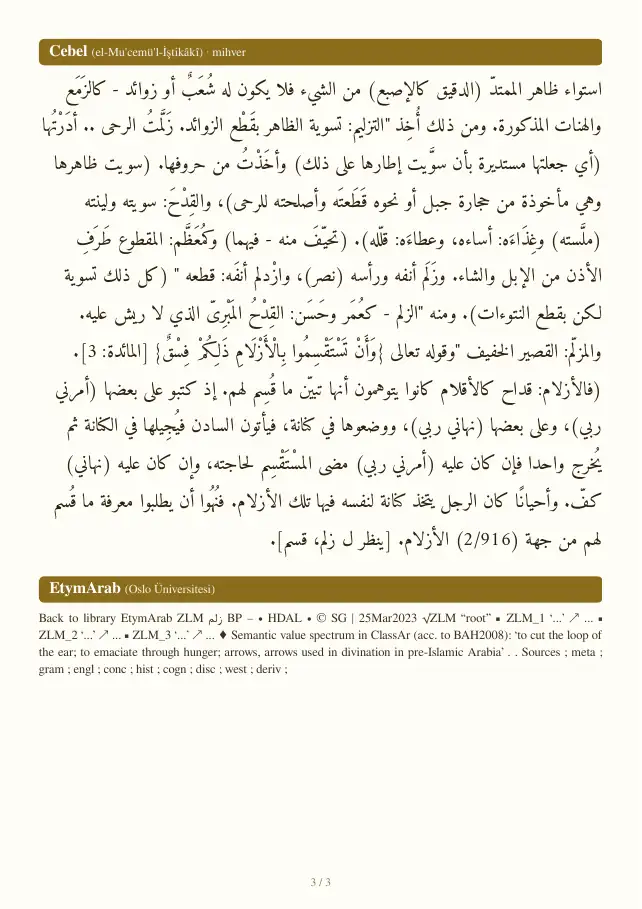 Cebel (el-Mu'cemü'l-İştikâkî) · mihver
استواء ظاهر الممتدّ (الدقيق كالإصبع) من الشيء فلا يكون له شُعَبٌ أو زوائد - كالزَمَع
والهنات المذكورة. ومن ذلك أُخِذ "التزليم: تسوية الظاهر بقَطْع الزوائد. زَلَّمتُ الرحى .. أدَرْتُها
(أي جعلتها مستديرة بأن سوَّيت إطارها على ذلك) وأخَذْتُ من حروفها. (سويت ظاهرها
وهي مأخوذة من حجارة جبل أو نحوه قَطَعتَه وأصلحته للرحى)، والقِدْحَ: سويته ولينته
(ملَّسته) وغِذَاءَه: أساءه، وعطاءَه: قلّله). (تحيّفَ منه - فيهما) وكمُعَظَّم: المقطوع طَرَفِ
الأذن من الإبل والشاء. وزَلَم أنفه ورأسه (نصر)، وازْدلم أنفَه: قطعه " (كل ذلك تسوية
لكن بقطع النتوءات). ومنه "الزلم - كعُمَر وحَسَن: القِدْحُ المَبْرِىّ الذي لا ريش عليه.
والمزلّم: القصير الخفيف "وقوله تعالى {وَأَنْ تَسْتَقْسِمُوا بِالْأَزْلَامِ ذَلِكُمْ فِسْقٌ} [المائدة: 3].
(فالأزلام: قداح كالأقلام كانوا يتوهمون أنها تبيّن ما قُسِم لهم. إذ كتبو على بعضها (أمرني
ربي)، وعلى بعضها (نهاني ربي)، ووضعوها في كنانة، فيأتون السادن فيُجِيلها في الكنانة ثم
يُخرج واحدا فإن كان عليه (أمرني ربي) مضى المسْتَقْسِم لحاجته، وإن كان عليه (نهاني)
كفّ. وأحيانًا كان الرجل يتخذ كنانة لنفسه فيها تلك الأزلام. فنُهُوا أن يطلبوا معرفة ما قُسم
لهم من جهة (2/916) الأزلام. [ينظر ل زلم، قسم].
EtymArab (Oslo Üniversitesi)
Back to library EtymArab ZLM زلم BP – • HDAL • © SG | 25Mar2023 √ZLM “root” ▪ ZLM_1 ‘...’ ↗ ... ▪
ZLM_2 ‘...’ ↗ ... ▪ ZLM_3 ‘...’ ↗ ... ♦ Semantic value spectrum in ClassAr (acc. to BAH2008): ‘to cut the loop of
the ear; to emaciate through hunger; arrows, arrows used in divination in pre-Islamic Arabia’ . . Sources ; meta ;
gram ; engl ; conc ; hist ; cogn ; disc ; west ; deriv ;
3 / 3